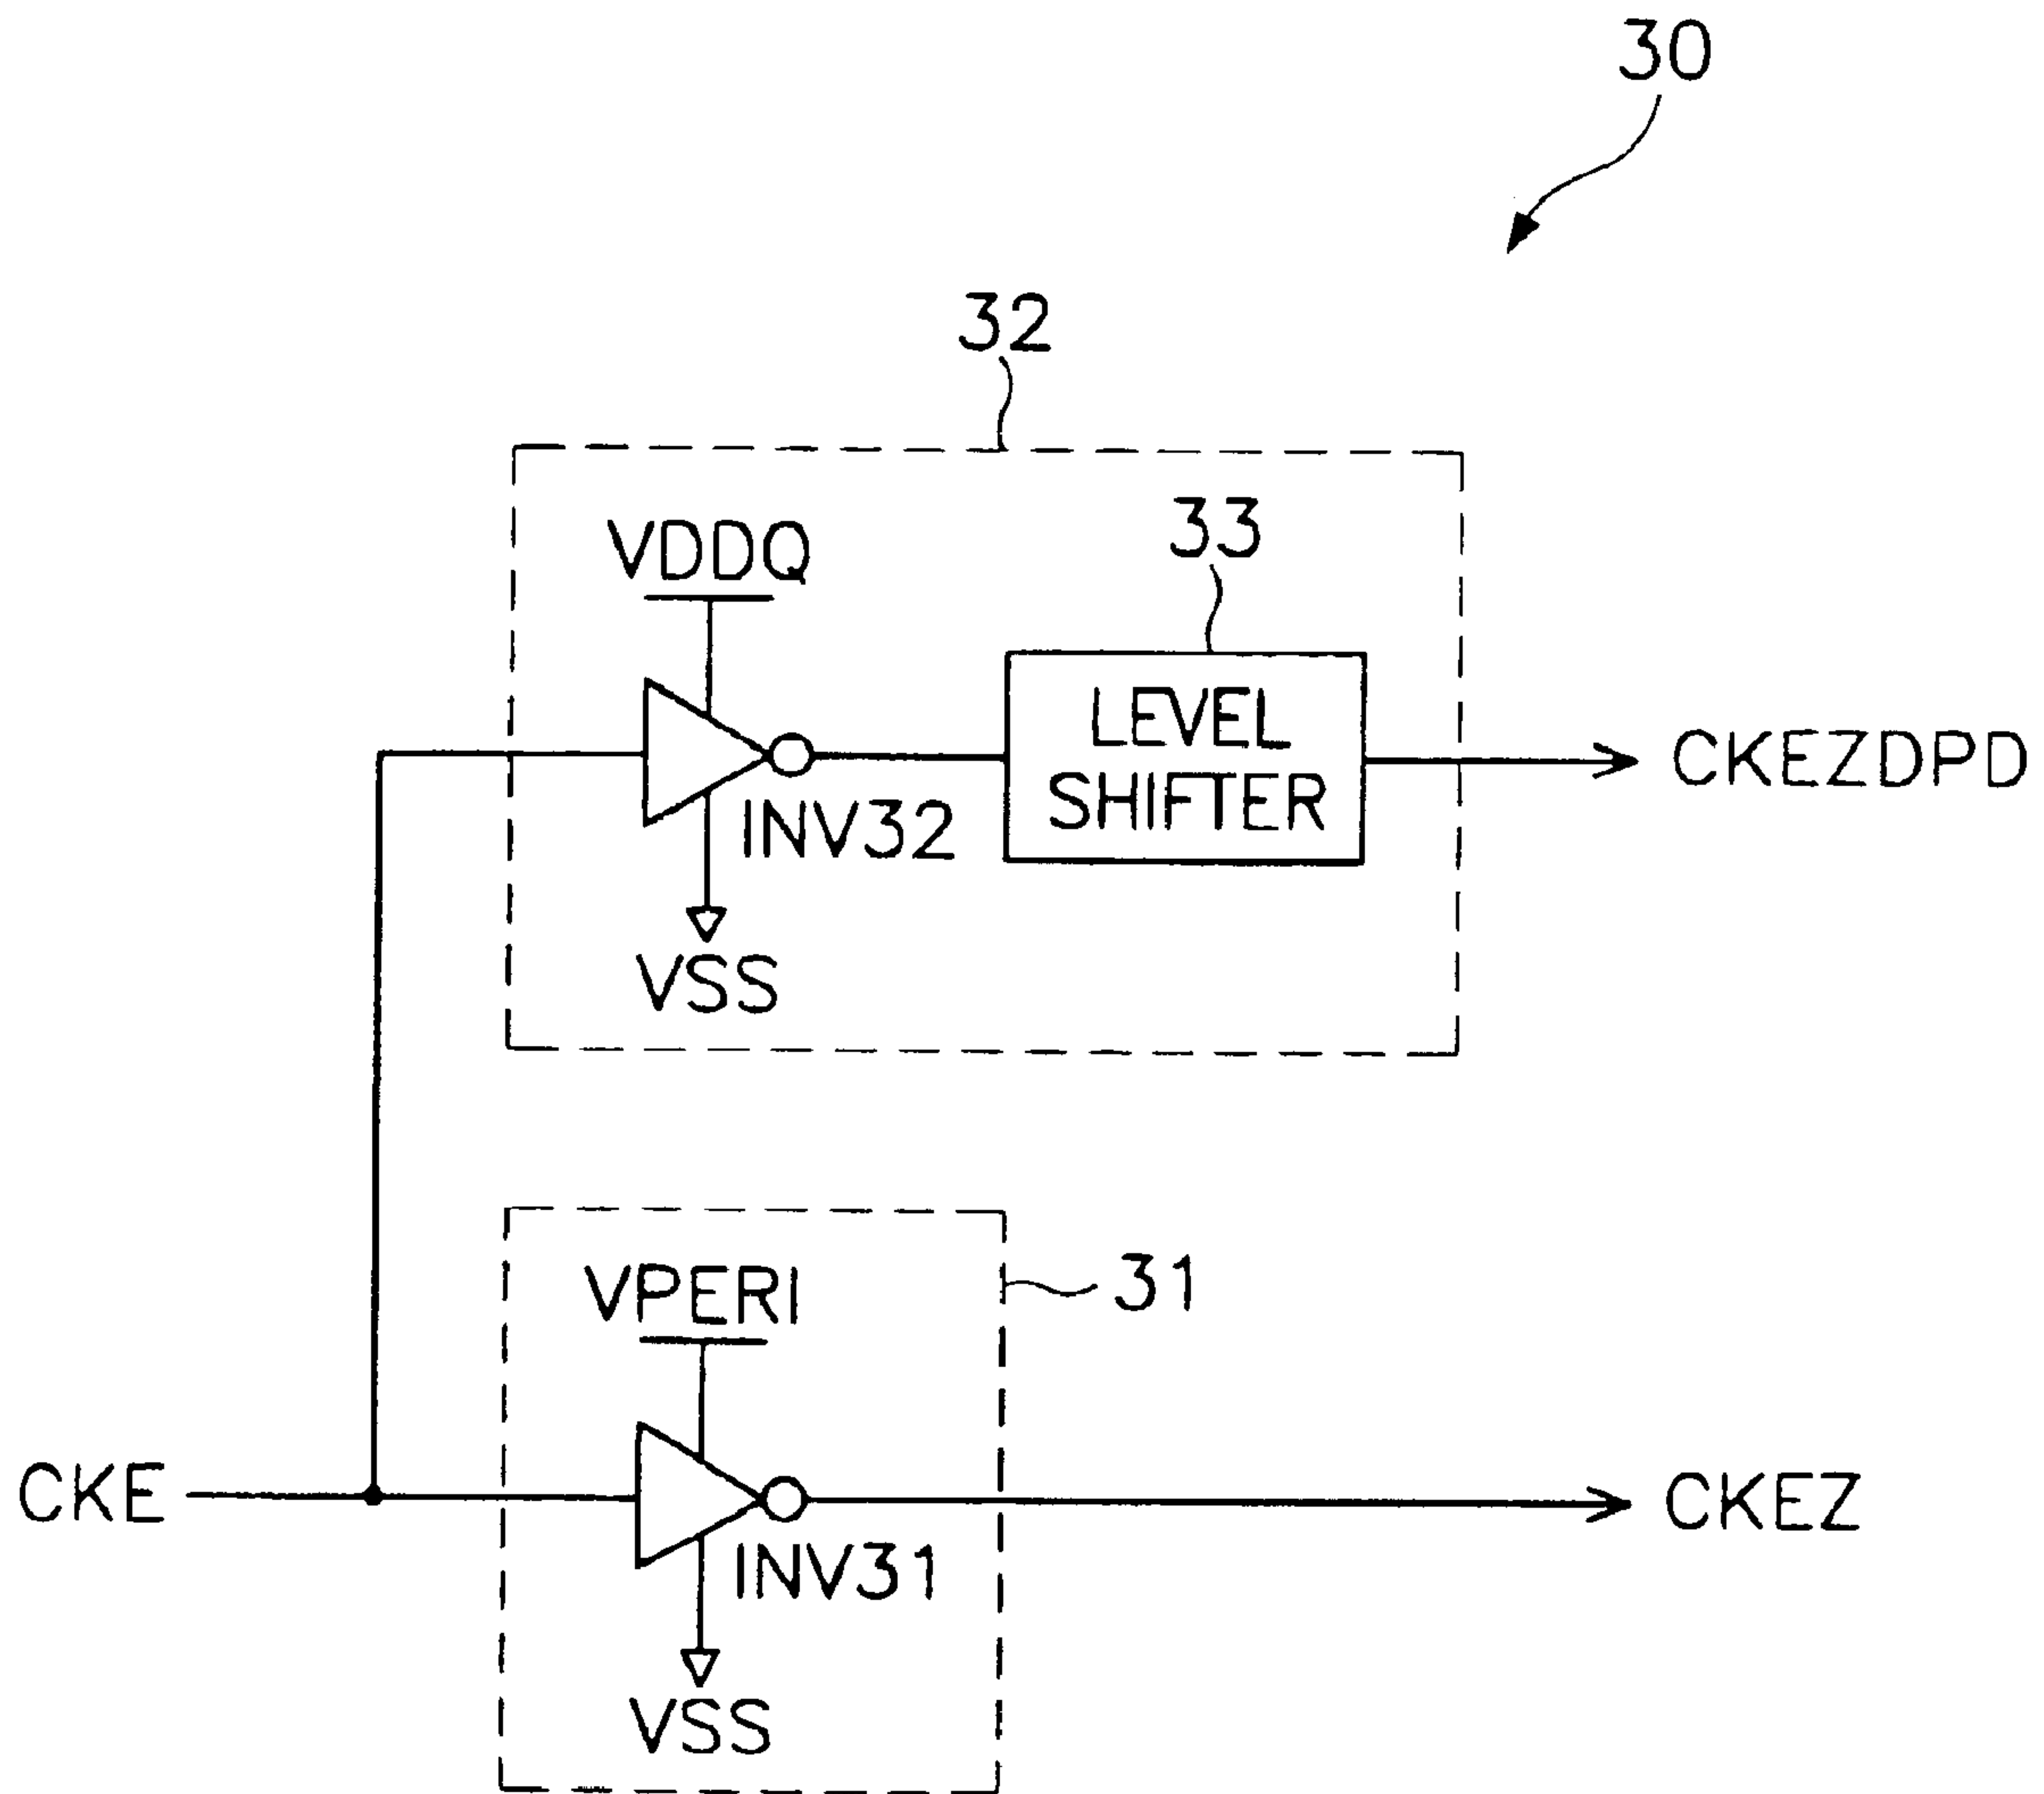 30
32
VDDQ
33
LEVEL
SHIFTER
CKEZDPD
INV32
VSS
VPERI
31
CKE
CKEZ
INV31
VSS